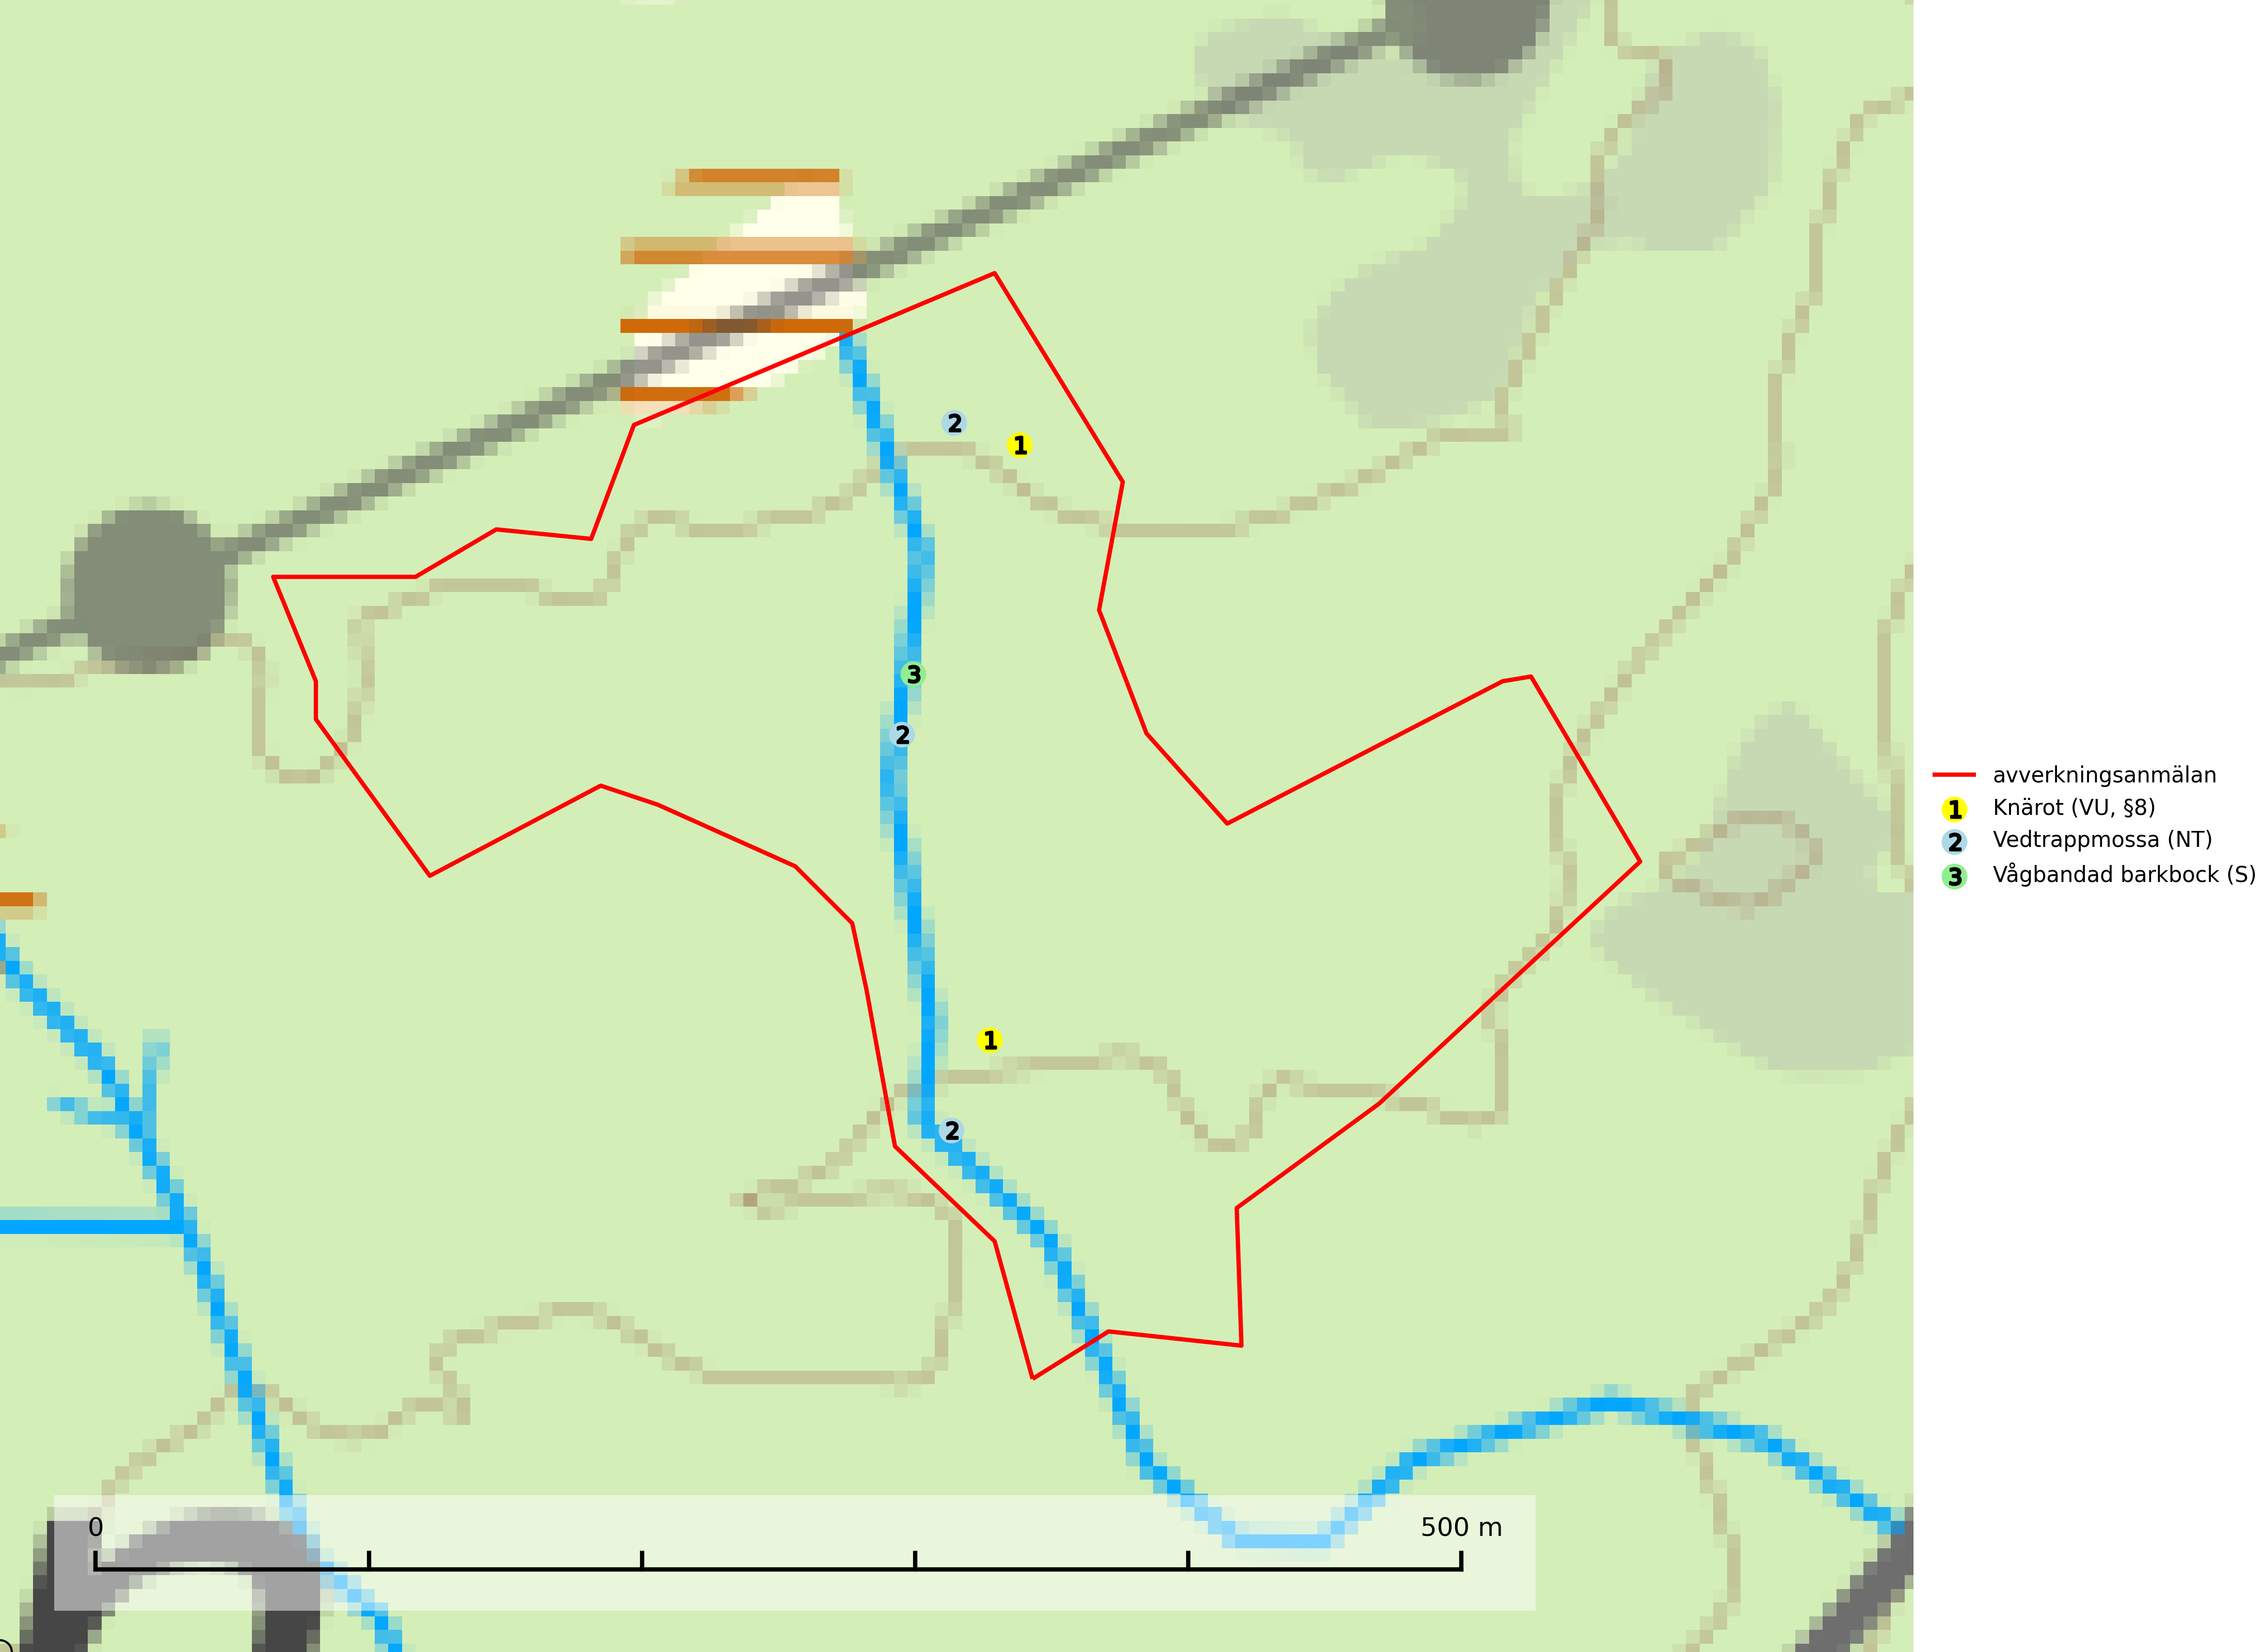 2
1
3
2
1
2
avverkningsanmälan
1 Knärot (VU, §8)
2 Vedtrappmossa (NT)
3 Vågbandad barkbock (S)
0 500 m